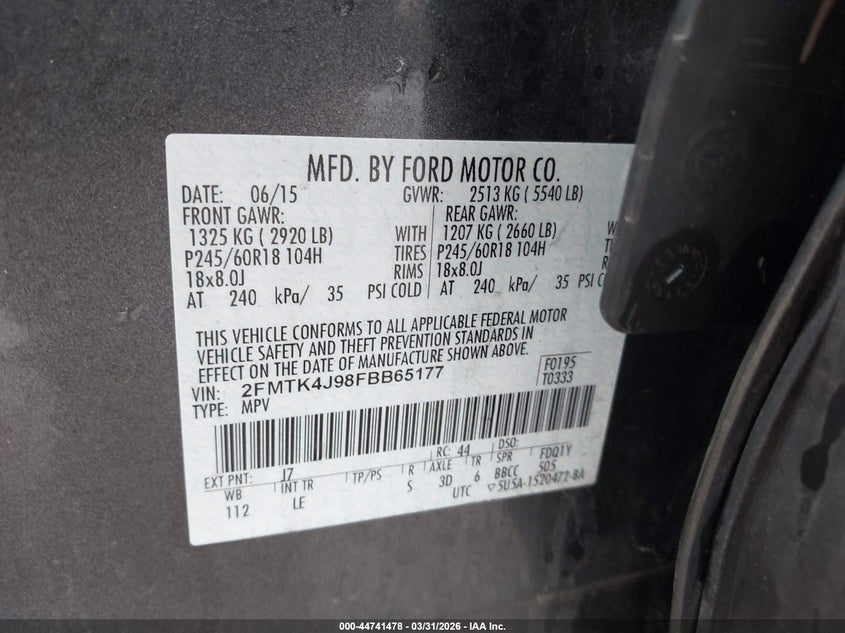 MFD. BY FORD MOTOR CO.
DATE: 06/15 GVWR: 2513 KG ( 5540 LB)
FRONT GAWR: REAR GAWR:
1325 KG ( 2920 LB) WITH 1207 KG ( 2660 LB)
P245/60R18 104H TIRES P245/60R18 104H
18x8.0J RIMS 18x8.0J
AT 240 kPa/ 35 PSI COLD AT 240 kPa/ 35 PSI
THIS VEHICLE CONFORMS TO ALL APPLICABLE FEDERAL MOTOR
VEHICLE SAFETY AND THEFT PREVENTION STANDARDS IN
EFFECT ON THE DATE OF MANUFACTURE SHOWN ABOVE.
VIN: 2FMTK4J98FBB65177 F0195
TYPE: MPV T0333
RC: 44 DSO:
EXT PNT: J7 TP/PS R AXLE TR SPR FDQ1Y
WB INT TR S 3D 6 BBCC 505
112 LE UTC ▽5U5A-1520472-BA
000-44741478 — 03/31/2026 — IAA Inc.